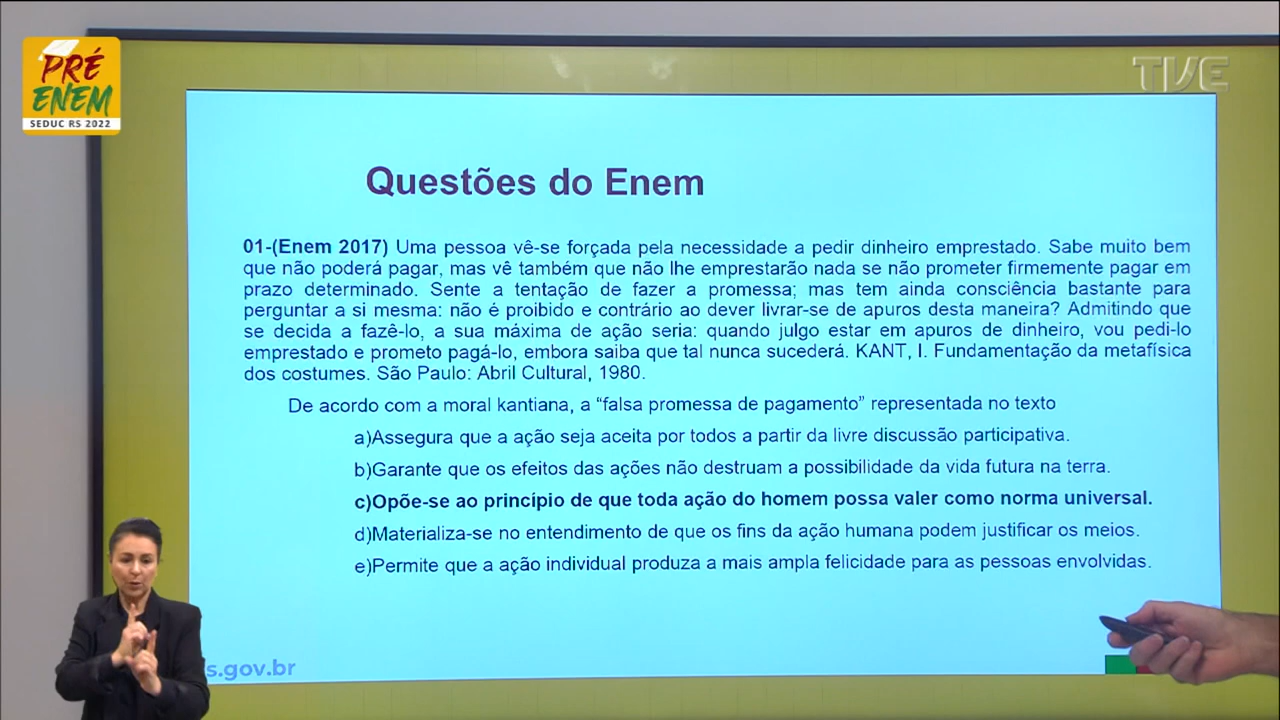 PRÉ
ENEM
SEDUC RS 2022
TVE
Questões do Enem
01-(Enem 2017) Uma pessoa vê-se forçada pela necessidade a pedir dinheiro emprestado. Sabe muito bem
que não poderá pagar, mas vê também que não lhe emprestarão nada se não prometer firmemente pagar em
prazo determinado. Sente a tentação de fazer a promessa; mas tem ainda consciência bastante para
perguntar a si mesma: não é proibido e contrário ao dever livrar-se de apuros desta maneira? Admitindo que
se decida a fazê-lo, a sua máxima de ação seria: quando julgo estar em apuros de dinheiro, vou pedi-lo
emprestado e prometo pagá-lo, embora saiba que tal nunca sucederá. KANT, I. Fundamentação da metafísica
dos costumes. São Paulo: Abril Cultural, 1980.
De acordo com a moral kantiana, a “falsa promessa de pagamento” representada no texto
a)Assegura que a ação seja aceita por todos a partir da livre discussão participativa.
b)Garante que os efeitos das ações não destruam a possibilidade da vida futura na terra.
c)Opõe-se ao princípio de que toda ação do homem possa valer como norma universal.
d)Materializa-se no entendimento de que os fins da ação humana podem justificar os meios.
e)Permite que a ação individual produza a mais ampla felicidade para as pessoas envolvidas.
s.gov.br